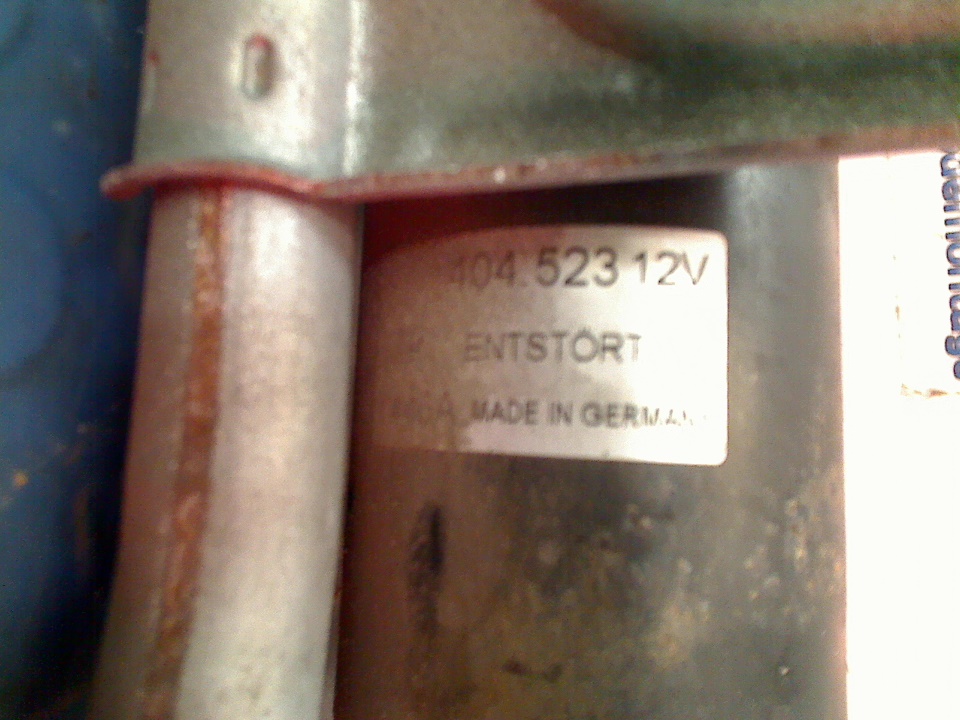 404.523 12V
ENTSTÖRT
MADE IN GERMANY